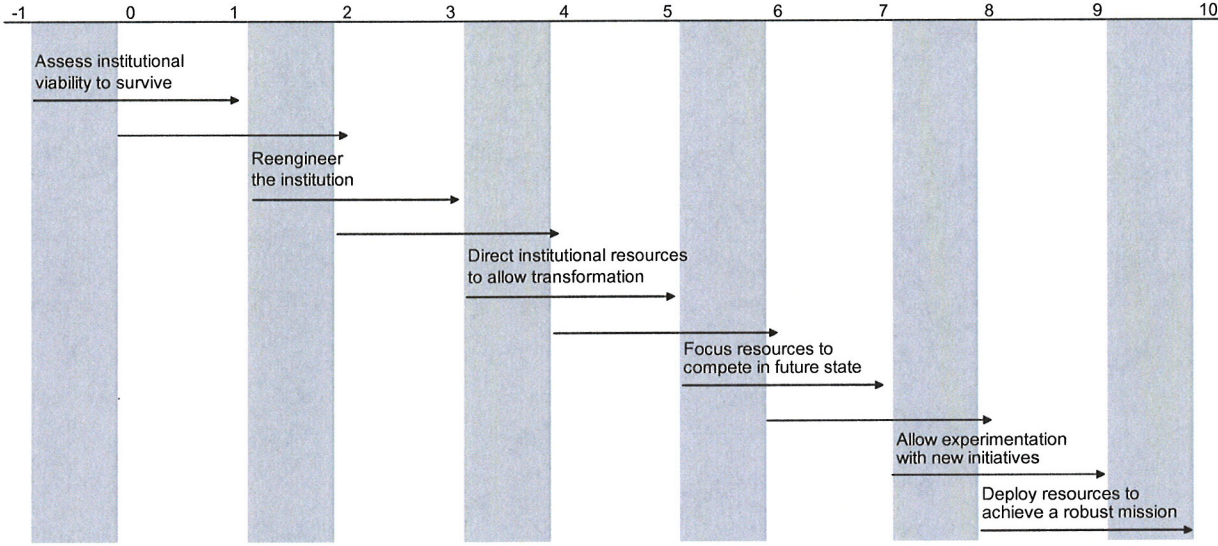 -1 0 1 2 3 4 5 6 7 8 9 10
Assess institutional
viability to survive
Reengineer
the institution
Direct institutional resources
to allow transformation
Focus resources to
compete in future state
Allow experimentation
with new initiatives
Deploy resources to
achieve a robust mission